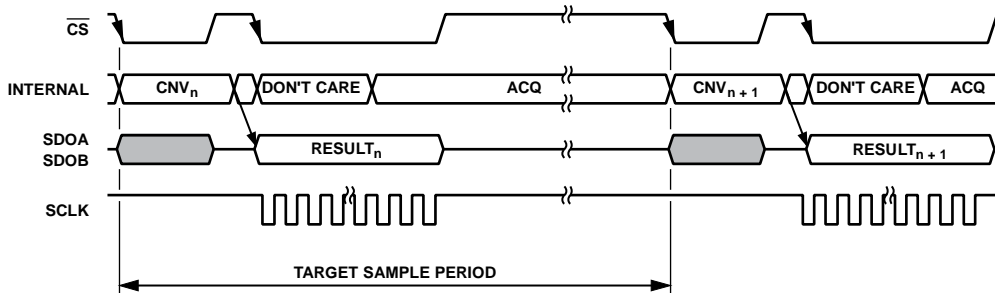 CS
INTERNAL CNVn DON'T CARE ACQ CNVn + 1 DON'T CARE ACQ
SDOA
SDOB
RESULTn RESULTn + 1
SCLK
TARGET SAMPLE PERIOD